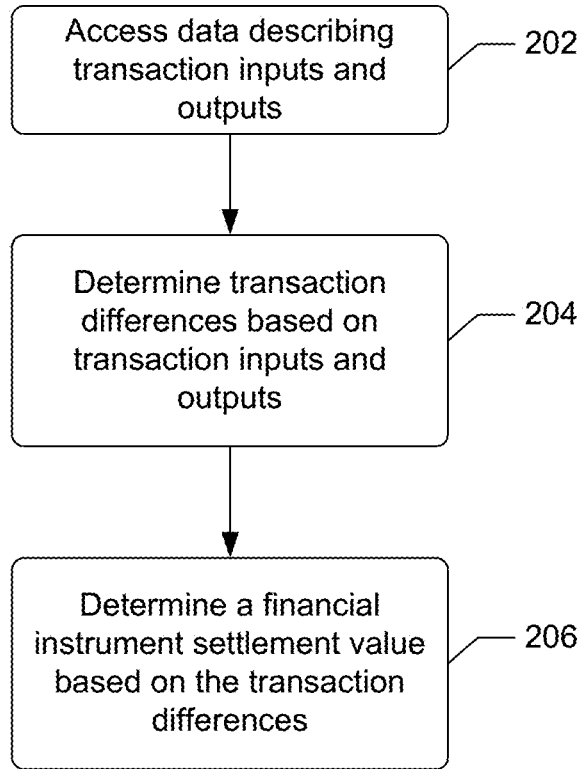 Access data describing
transaction inputs and
outputs
202
Determine transaction
differences based on
transaction inputs and
outputs
204
Determine a financial
instrument settlement value
based on the transaction
differences
206